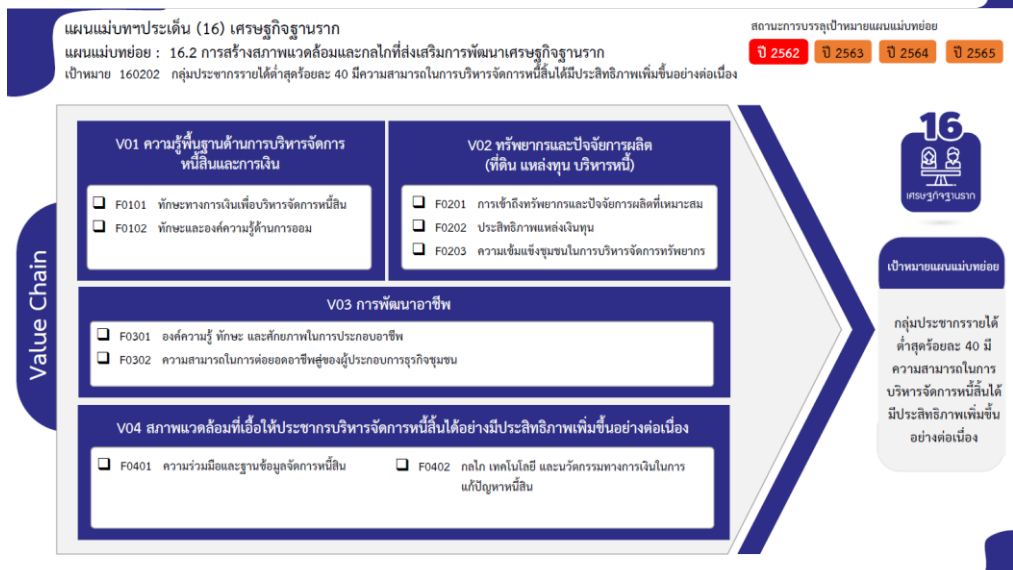 แผนแม่บทฯประเด็น (16) เศรษฐกิจฐานราก
แผนแม่บทย่อย : 16.2 การสร้างสภาพแวดล้อมและกลไกที่ส่งเสริมการพัฒนาเศรษฐกิจฐานราก
เป้าหมาย 160202 กลุ่มประชากรรายได้ต่ำสุดร้อยละ 40 มีความสามารถในการบริหารจัดการหนี้สิ้นได้มีประสิทธิภาพเพิ่มขึ้นอย่างต่อเนื่อง
สถานะการบรรลุเป้าหมายแผนแม่บทย่อย
ปี 2562 ปี 2563 ปี 2564 ปี 2565
Value Chain
V01 ความรู้พื้นฐานด้านการบริหารจัดการ
หนี้สินและการเงิน
F0101 ทักษะทางการเงินเพื่อบริหารจัดการหนี้สิน
F0102 ทักษะและองค์ความรู้ด้านการออม
V02 ทรัพยากรและปัจจัยการผลิต
(ที่ดิน แหล่งทุน บริหารหนี้)
F0201 การเข้าถึงทรัพยากรและปัจจัยการผลิตที่เหมาะสม
F0202 ประสิทธิภาพแหล่งเงินทุน
F0203 ความเข้มแข็งชุมชนในการบริหารจัดการทรัพยากร
V03 การพัฒนาอาชีพ
F0301 องค์ความรู้ ทักษะ และศักยภาพในการประกอบอาชีพ
F0302 ความสามารถในการต่อยอดอาชีพสู่ของผู้ประกอบการธุรกิจชุมชน
V04 สภาพแวดล้อมที่เอื้อให้ประชากรบริหารจัดการหนี้สิ้นได้อย่างมีประสิทธิภาพเพิ่มขึ้นอย่างต่อเนื่อง
F0401 ความร่วมมือและฐานข้อมูลจัดการหนี้สิน
F0402 กลไก เทคโนโลยี และนวัตกรรมทางการเงินในการ
แก้ปัญหาหนี้สิน
16
เศรษฐกิจฐานราก
เป้าหมายแผนแม่บทย่อย
กลุ่มประชากรรายได้
ต่ำสุดร้อยละ 40 มี
ความสามารถในการ
บริหารจัดการหนี้สิ้นได้
มีประสิทธิภาพเพิ่มขึ้น
อย่างต่อเนื่อง